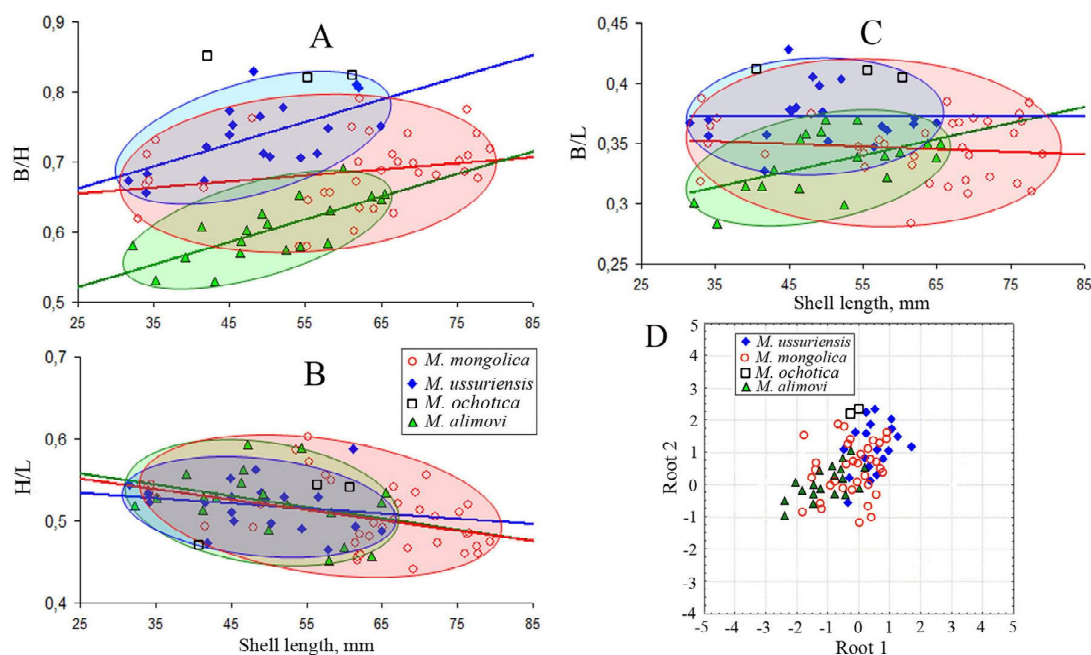 A
0,9
0,8
0,7
0,6
0,5
B/H
25 35 45 55 65 75 85
B
0,7
0,6
0,5
0,4
H/L
M. mongolica
M. ussuriensis
M. ochotica
M. alimovi
25 35 45 55 65 75 85
Shell length, mm
C
0,45
0,4
0,35
0,3
0,25
B/L
25 35 45 55 65 75 85
Shell length, mm
D
5
4
3
2
1
0
-1
-2
-3
-4
Root 2
M. ussuriensis
M. mongolica
M. ochotica
M. alimovi
-5 -4 -3 -2 -1 0 1 2 3 4 5
Root 1